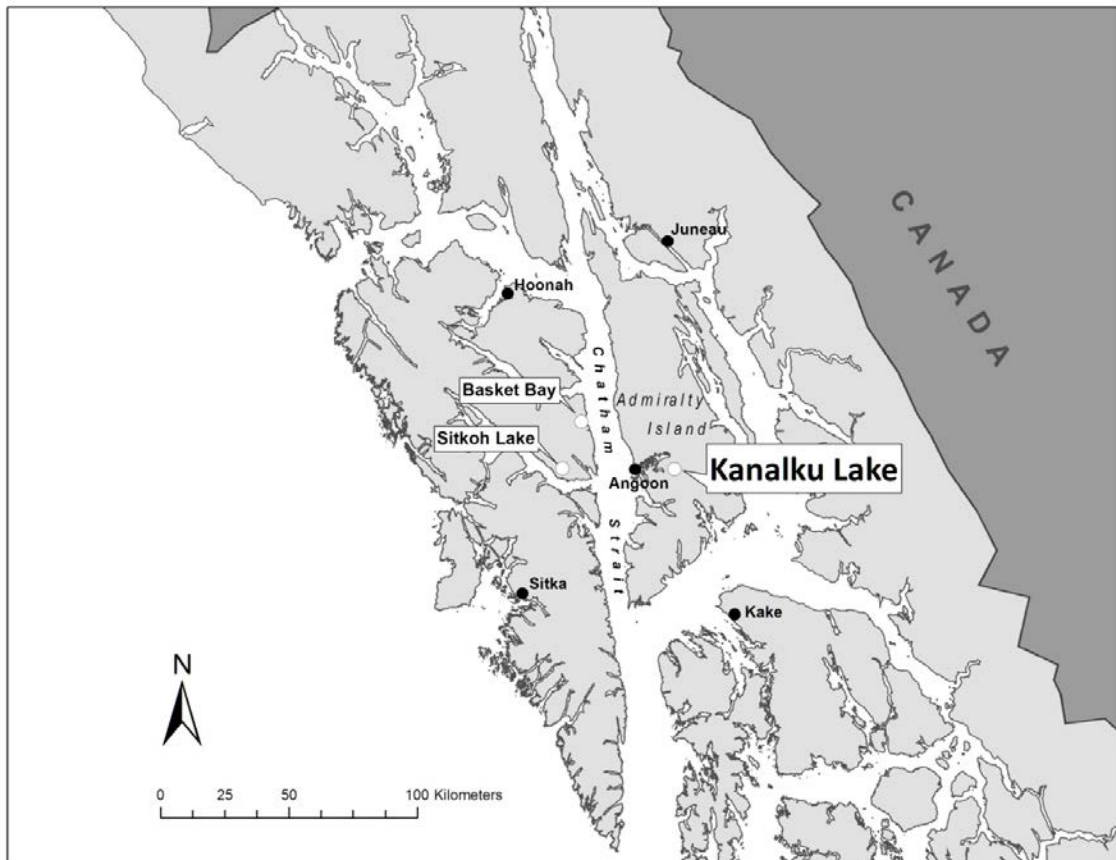 Juneau
CANADA
Hoonah
Chatham Strait
Basket Bay
Admiralty
Island
Sitkoh Lake
Kanalku Lake
Angoon
Sitka
Kake
N
0 25 50 100 Kilometers